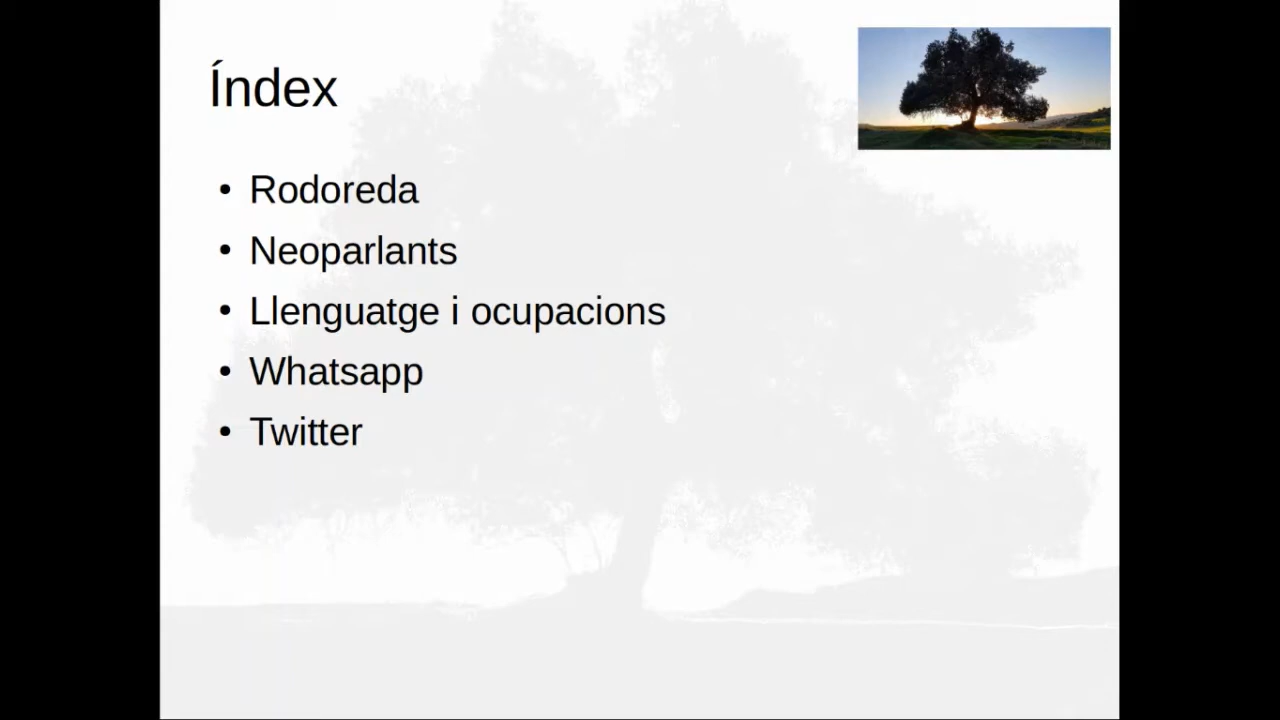 Índex
• Rodoreda
• Neoparlants
• Llenguatge i ocupacions
• Whatsapp
• Twitter